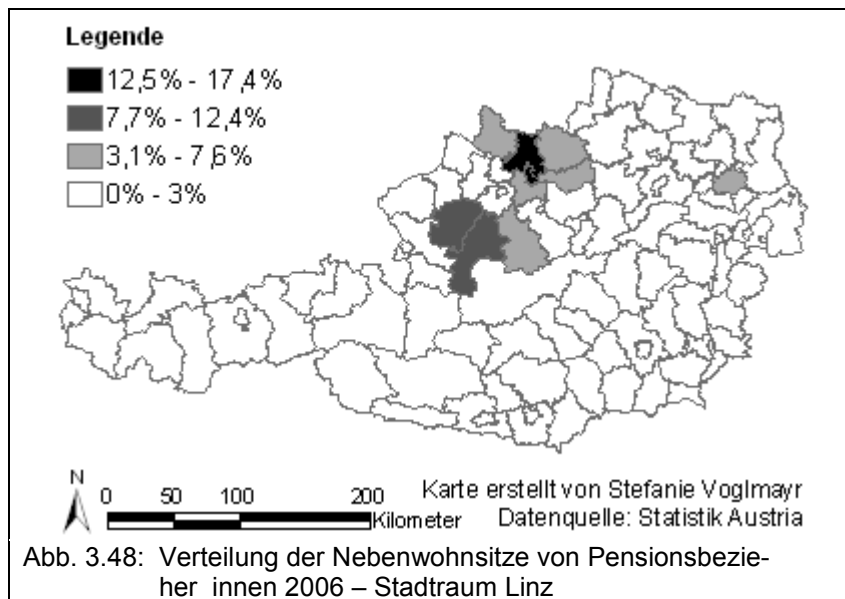 Legende
12,5% - 17,4%
7,7% - 12,4%
3,1% - 7,6%
0% - 3%
N
0 50 100 200
Kilometer
Karte erstellt von Stefanie Voglmayr
Datenquelle: Statistik Austria
Abb. 3.48: Verteilung der Nebenwohnsitze von Pensionsbezie-
her innen 2006 – Stadtraum Linz